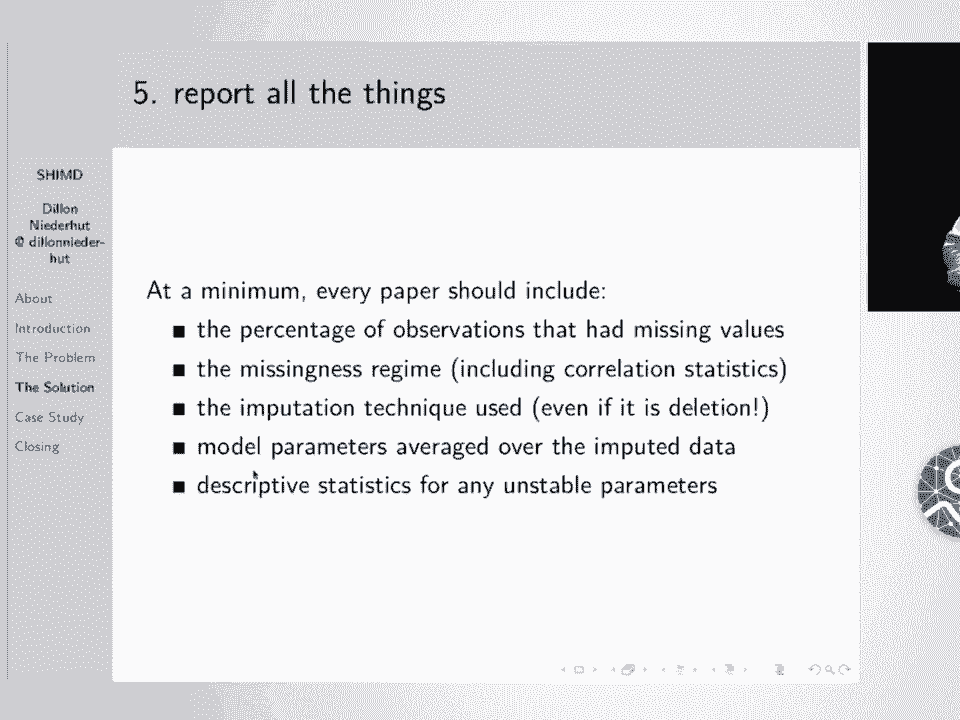 5. report all the things
SHIMD
Dillon
Niederhut
@ dillonnieder-
hut
About
Introduction
The Problem
The Solution
Case Study
Closing
At a minimum, every paper should include:
■ the percentage of observations that had missing values
■ the missingness regime (including correlation statistics)
■ the imputation technique used (even if it is deletion!)
■ model parameters averaged over the imputed data
■ descriptive statistics for any unstable parameters